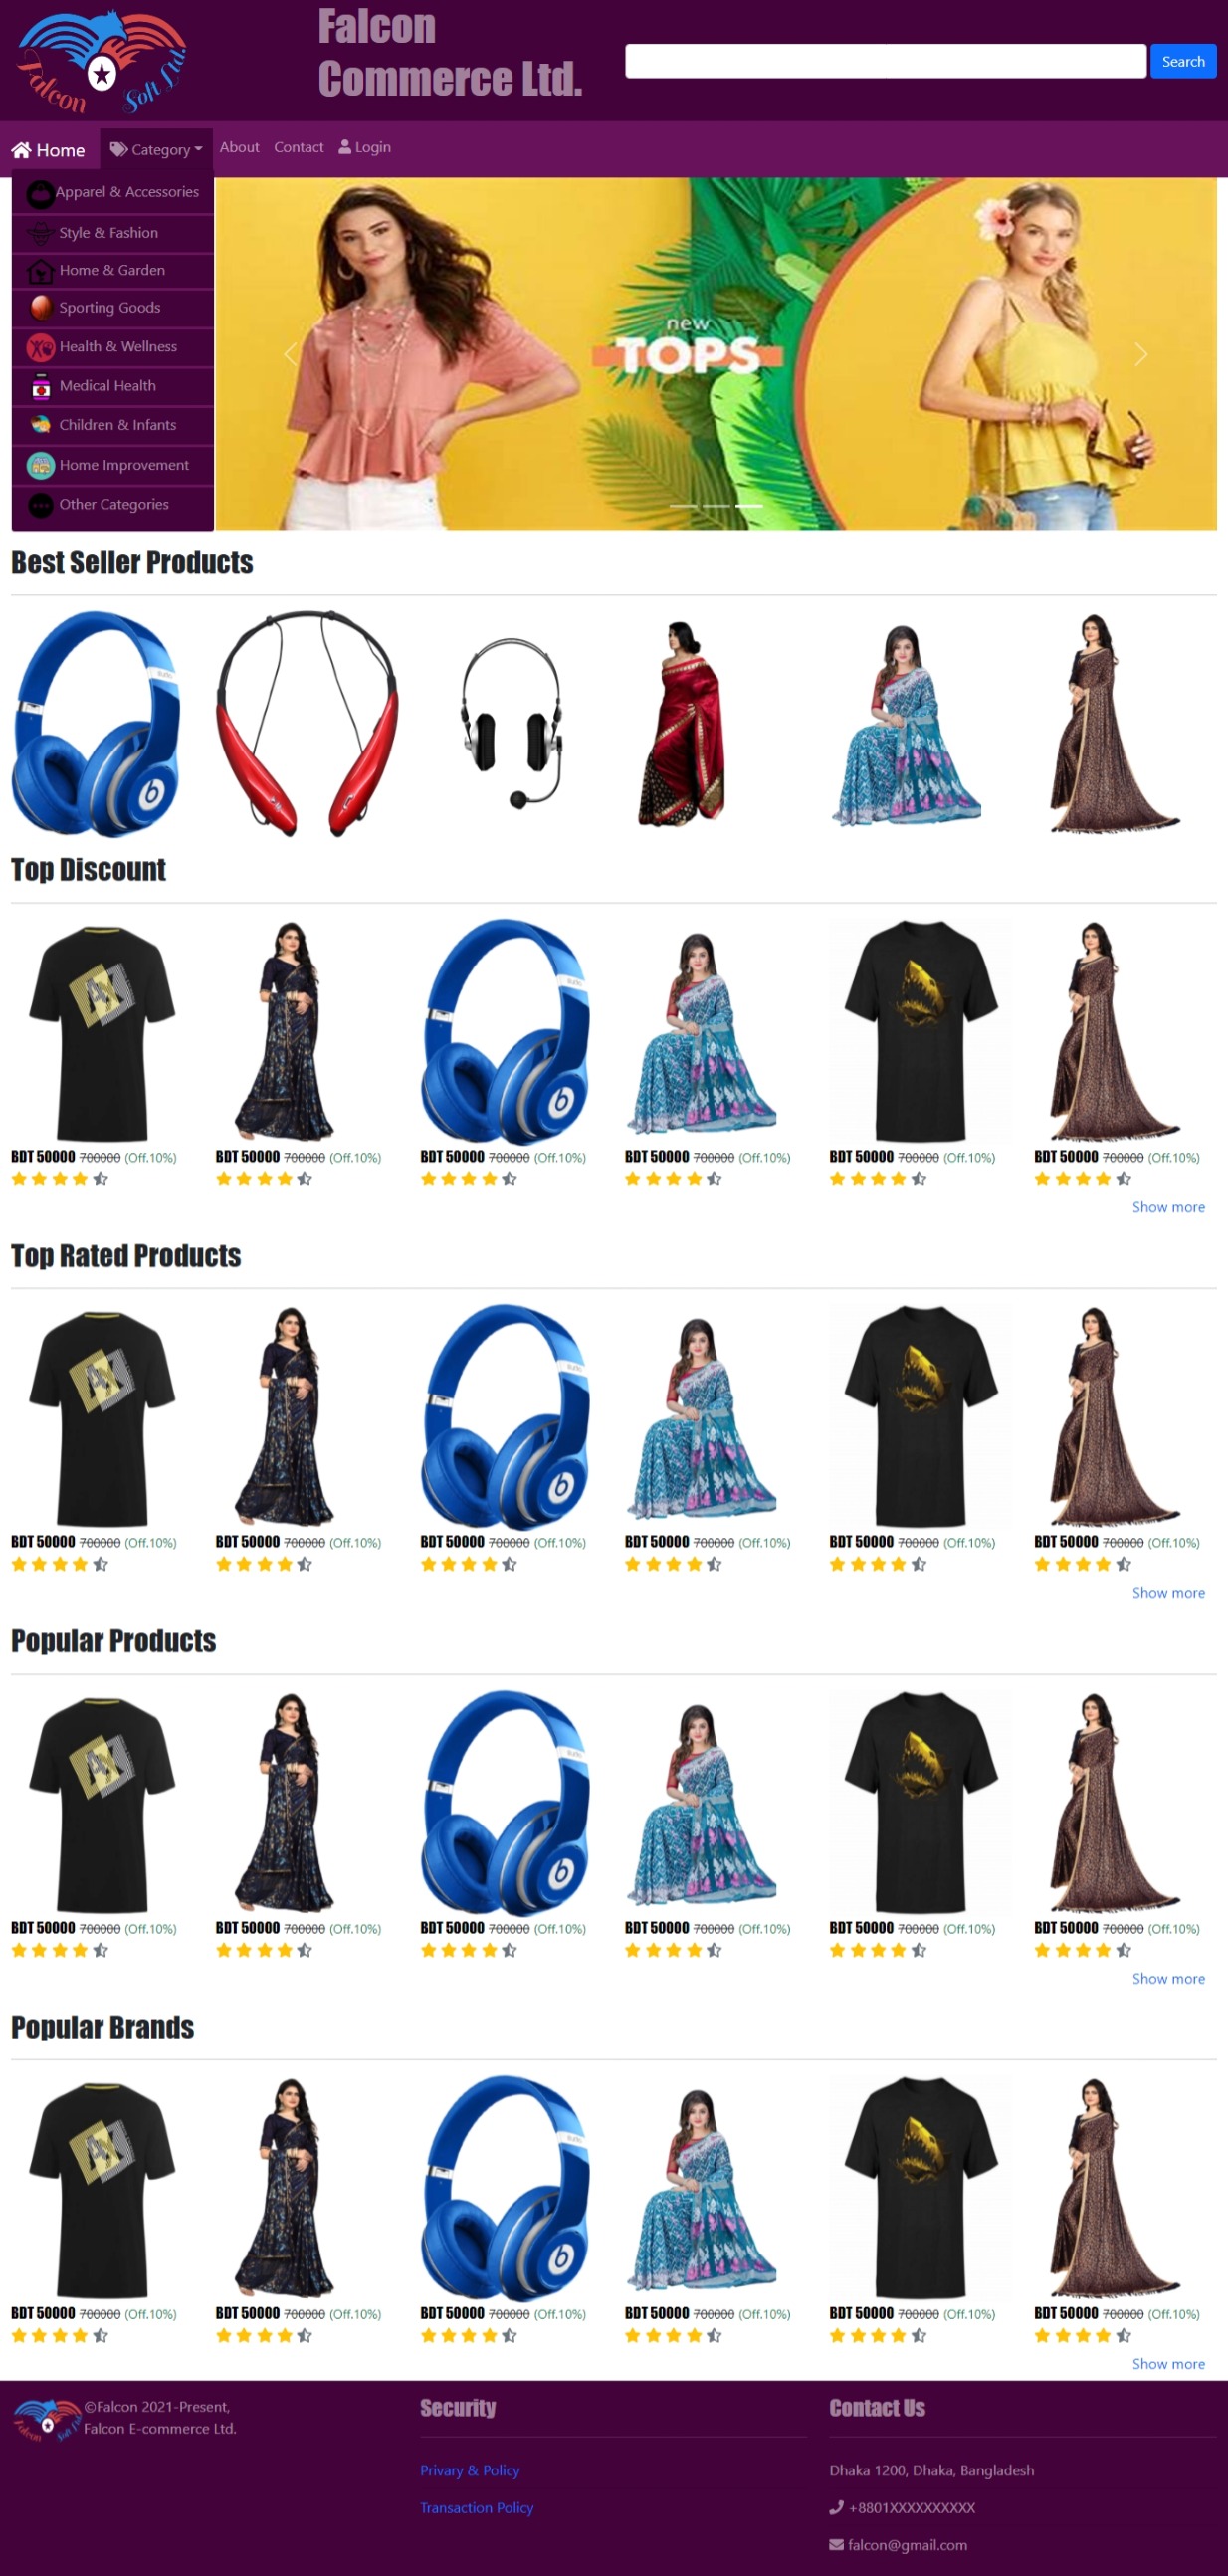 Falcon Soft Ltd
Falcon
Commerce Ltd.
Search
Home Category About Contact Login
Apparel & Accessories
Style & Fashion
Home & Garden
Sporting Goods
Health & Wellness
Medical Health
Children & Infants
Home Improvement
Other Categories
new
TOPS
Best Seller Products
b
Top Discount
AX
b
BDT 50000 700000 (Off.10%) BDT 50000 700000 (Off.10%) BDT 50000 700000 (Off.10%) BDT 50000 700000 (Off.10%) BDT 50000 700000 (Off.10%) BDT 50000 700000 (Off.10%)
Show more
Top Rated Products
AX
b
BDT 50000 700000 (Off.10%) BDT 50000 700000 (Off.10%) BDT 50000 700000 (Off.10%) BDT 50000 700000 (Off.10%) BDT 50000 700000 (Off.10%) BDT 50000 700000 (Off.10%)
Show more
Popular Products
AX
b
BDT 50000 700000 (Off.10%) BDT 50000 700000 (Off.10%) BDT 50000 700000 (Off.10%) BDT 50000 700000 (Off.10%) BDT 50000 700000 (Off.10%) BDT 50000 700000 (Off.10%)
Show more
Popular Brands
AX
b
BDT 50000 700000 (Off.10%) BDT 50000 700000 (Off.10%) BDT 50000 700000 (Off.10%) BDT 50000 700000 (Off.10%) BDT 50000 700000 (Off.10%) BDT 50000 700000 (Off.10%)
Show more
Falcon Soft Ltd
©Falcon 2021-Present,
Falcon E-commerce Ltd.
Security
Privary & Policy
Transaction Policy
Contact Us
Dhaka 1200, Dhaka, Bangladesh
+8801XXXXXXXXXX
falcon@gmail.com